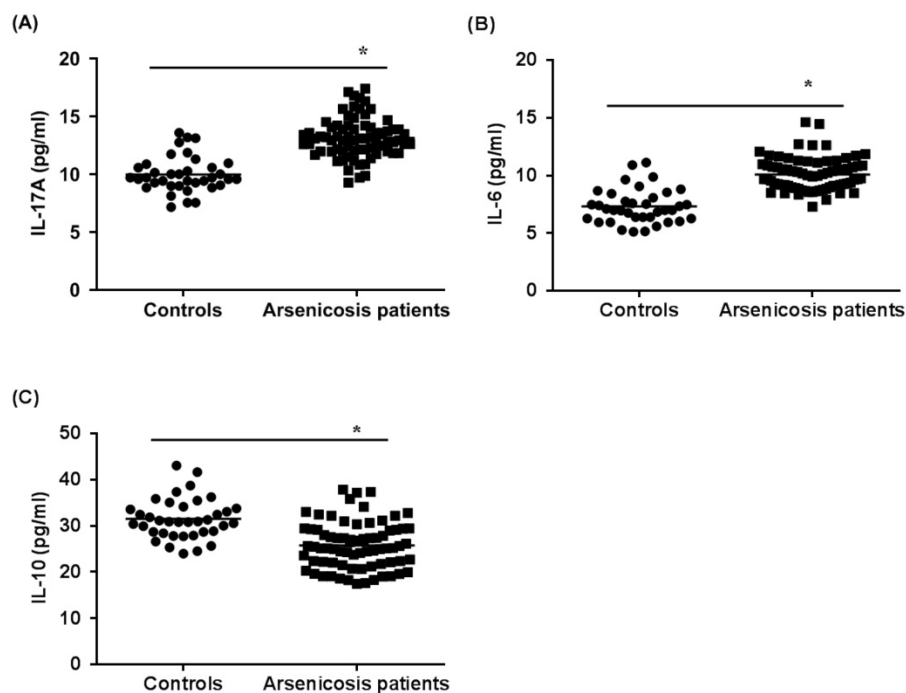 (A)
*
20
15
10
5
0
IL-17A (pg/ml)
Controls Arsenicosis patients
(B)
*
20
15
10
5
0
IL-6 (pg/ml)
Controls Arsenicosis patients
(C)
*
50
40
30
20
10
0
IL-10 (pg/ml)
Controls Arsenicosis patients